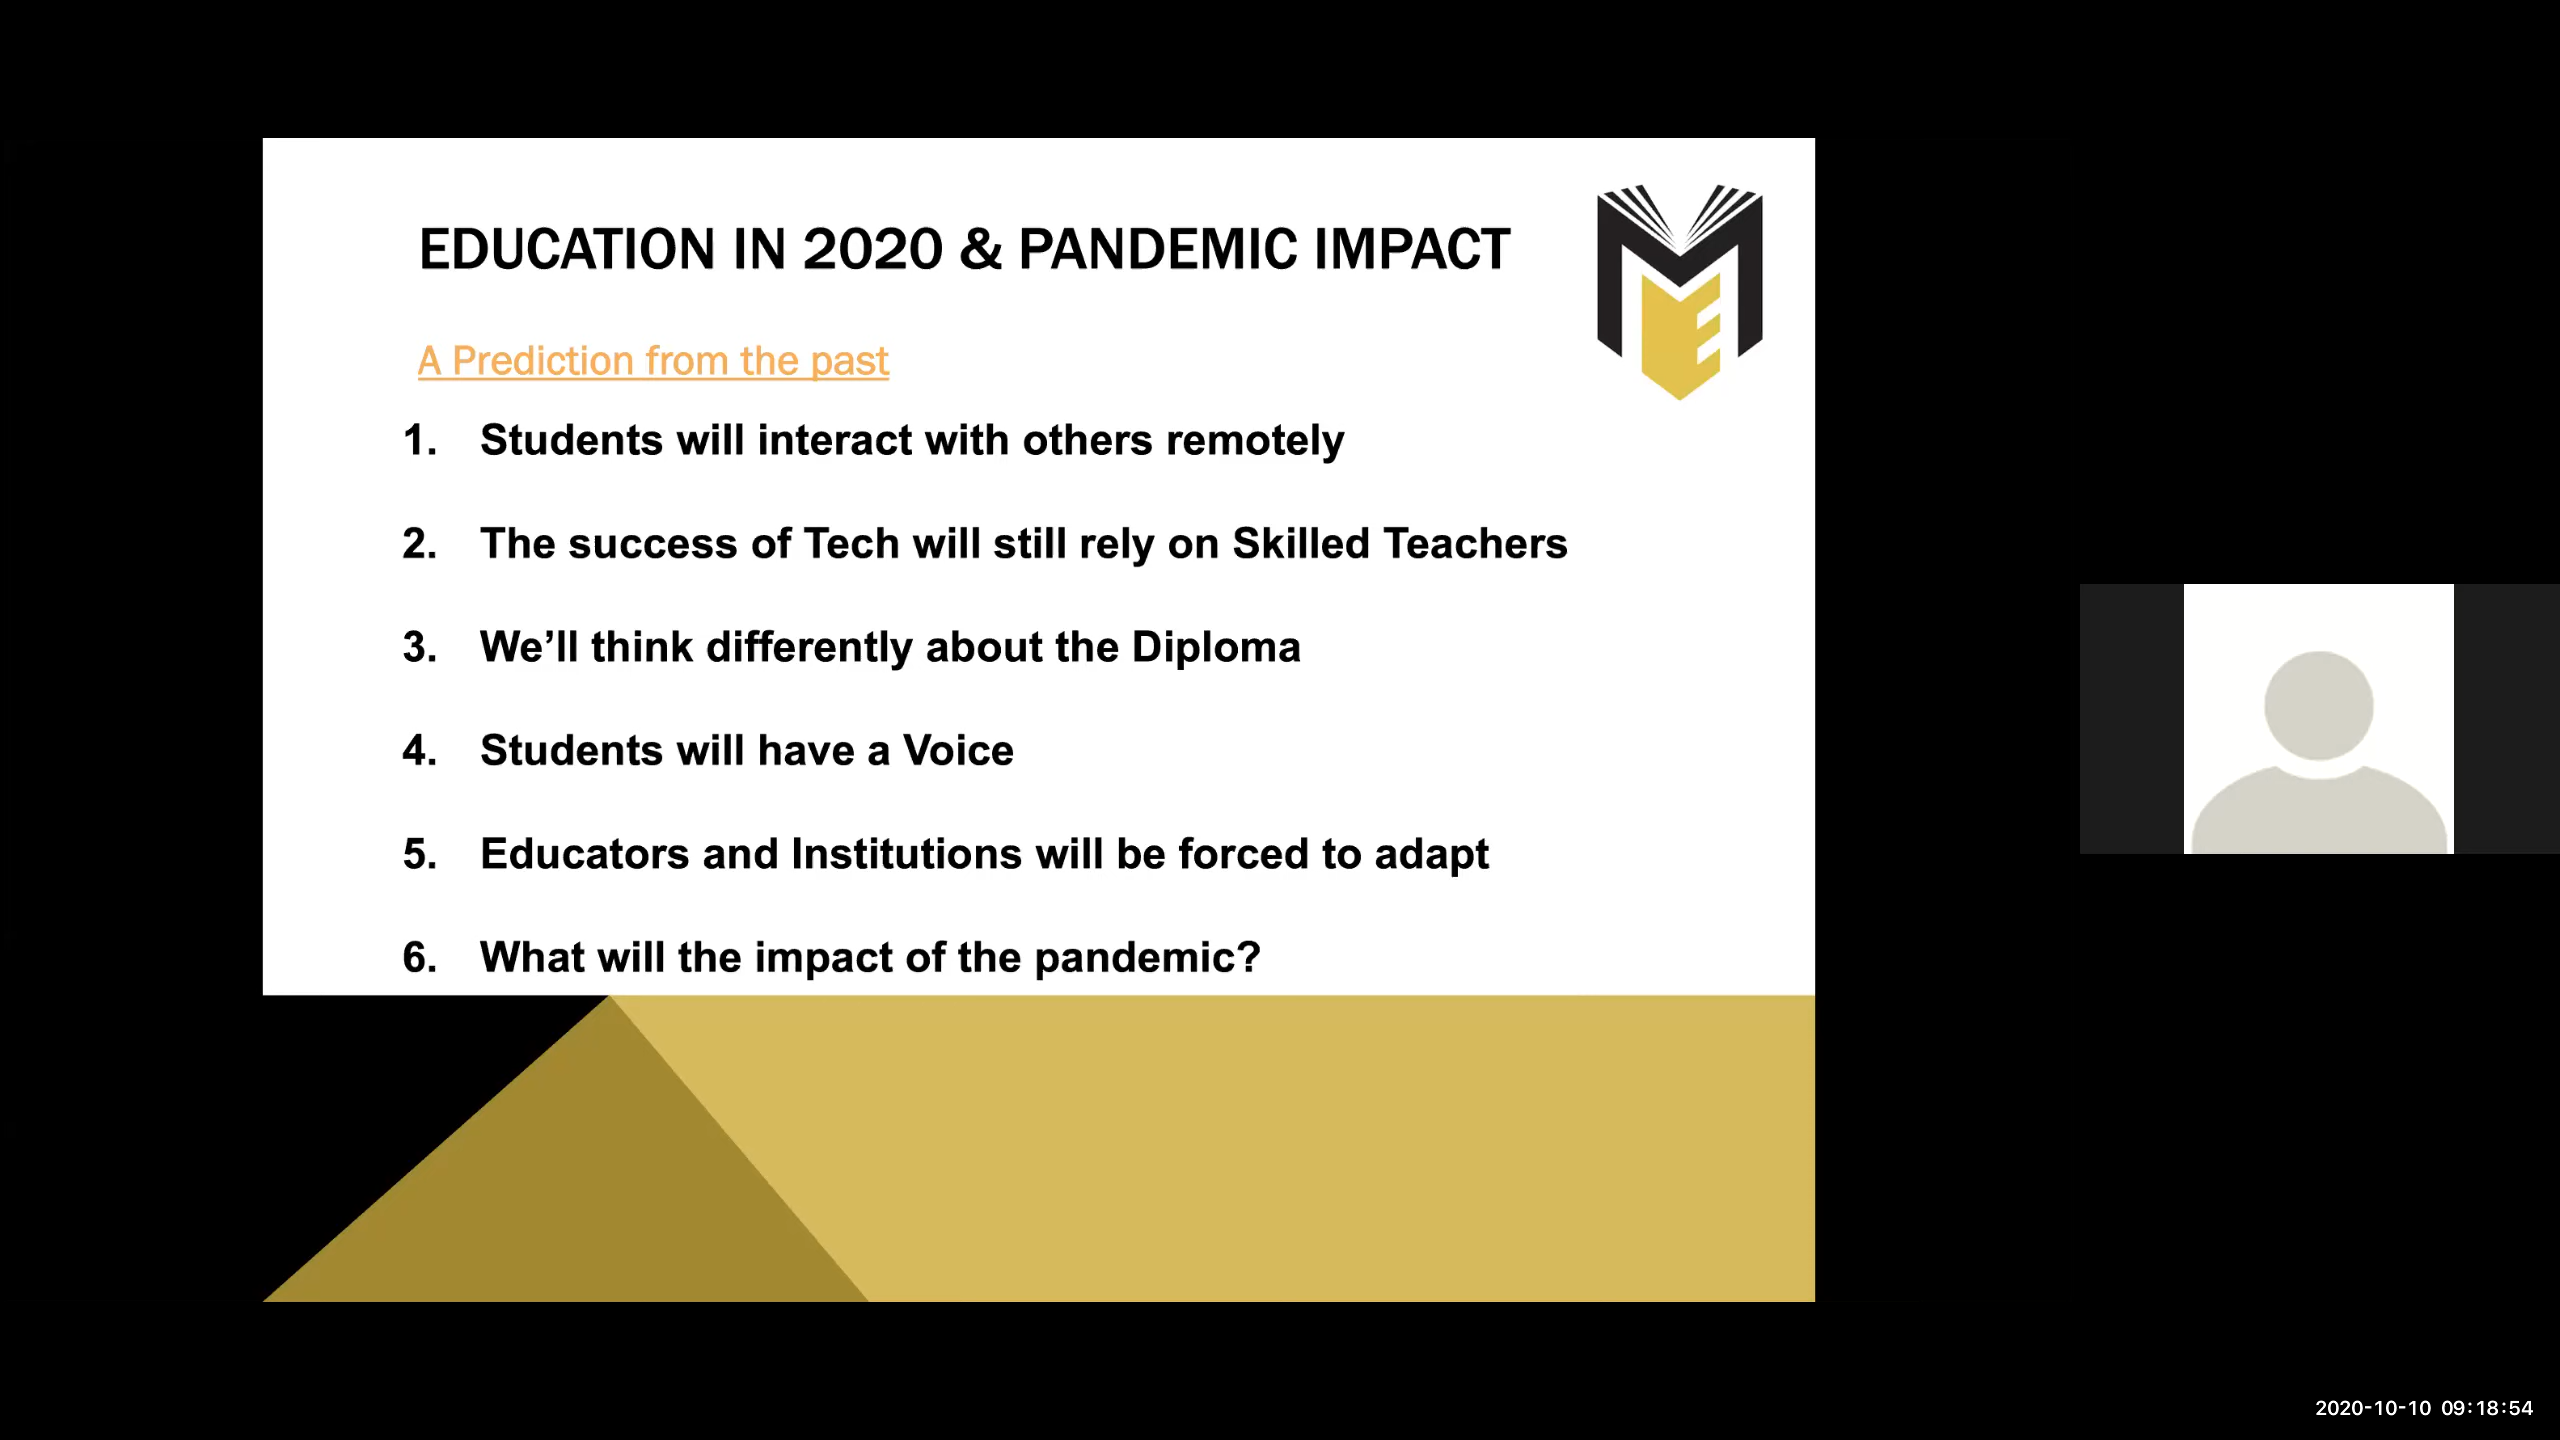 EDUCATION IN 2020 & PANDEMIC IMPACT
ME
A Prediction from the past
1. Students will interact with others remotely
2. The success of Tech will still rely on Skilled Teachers
3. We’ll think differently about the Diploma
4. Students will have a Voice
5. Educators and Institutions will be forced to adapt
6. What will the impact of the pandemic?
2020-10-10 09:18:54